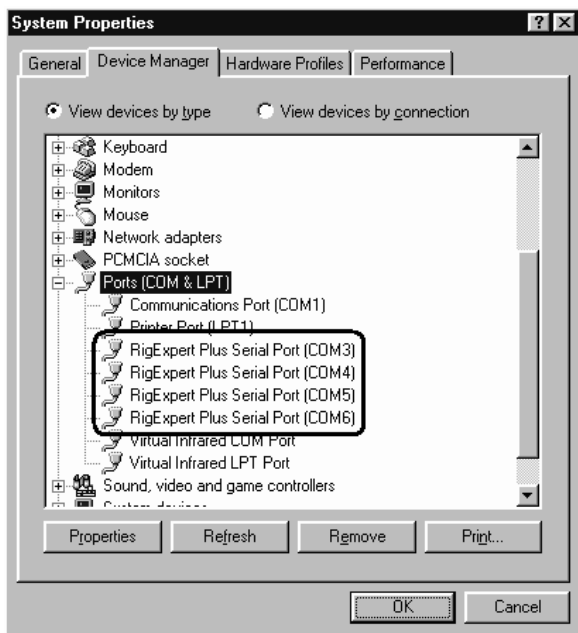 System Properties
? X
General Device Manager Hardware Profiles Performance
View devices by type View devices by connection
Keyboard
Modem
Monitors
Mouse
Network adapters
PCMCIA socket
Ports (COM & LPT)
Communications Port (COM1)
Printer Port (LPT1)
RigExpert Plus Serial Port (COM3)
RigExpert Plus Serial Port (COM4)
RigExpert Plus Serial Port (COM5)
RigExpert Plus Serial Port (COM6)
Virtual Infrared COM Port
Virtual Infrared LPT Port
Sound, video and game controllers
System devices
Properties Refresh Remove Print...
OK Cancel